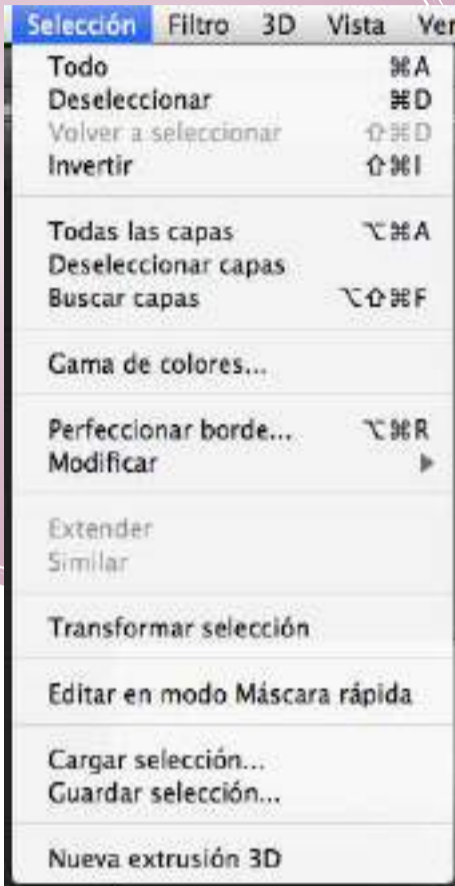 Selección Filtro 3D Vista Ver
Todo ⌘A
Deseleccionar ⌘D
Volver a seleccionar ⇧⌘D
Invertir ⇧⌘I
Todas las capas ⌥⌘A
Deseleccionar capas
Buscar capas ⌥⇧⌘F
Gama de colores...
Perfeccionar borde... ⌥⌘R
Modificar ▶
Extender
Similar
Transformar selección
Editar en modo Máscara rápida
Cargar selección...
Guardar selección...
Nueva extrusión 3D